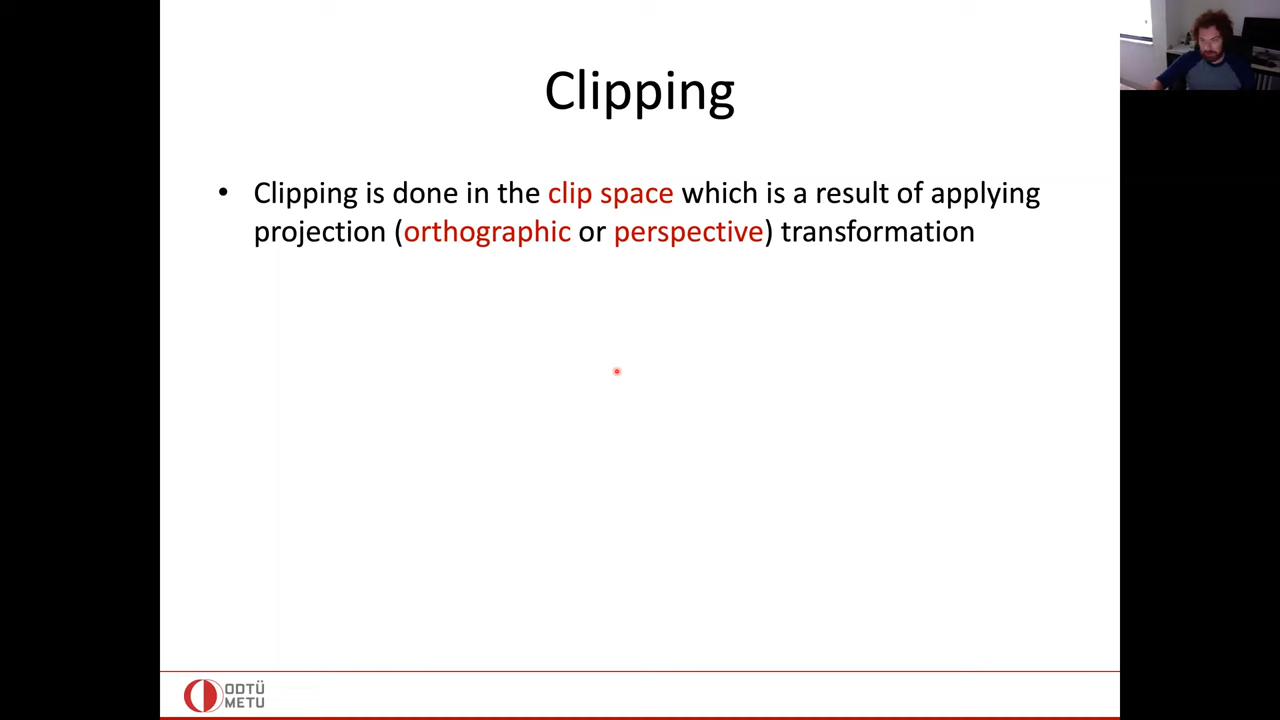 Clipping
• Clipping is done in the clip space which is a result of applying
projection (orthographic or perspective) transformation
ODTÜ
METU